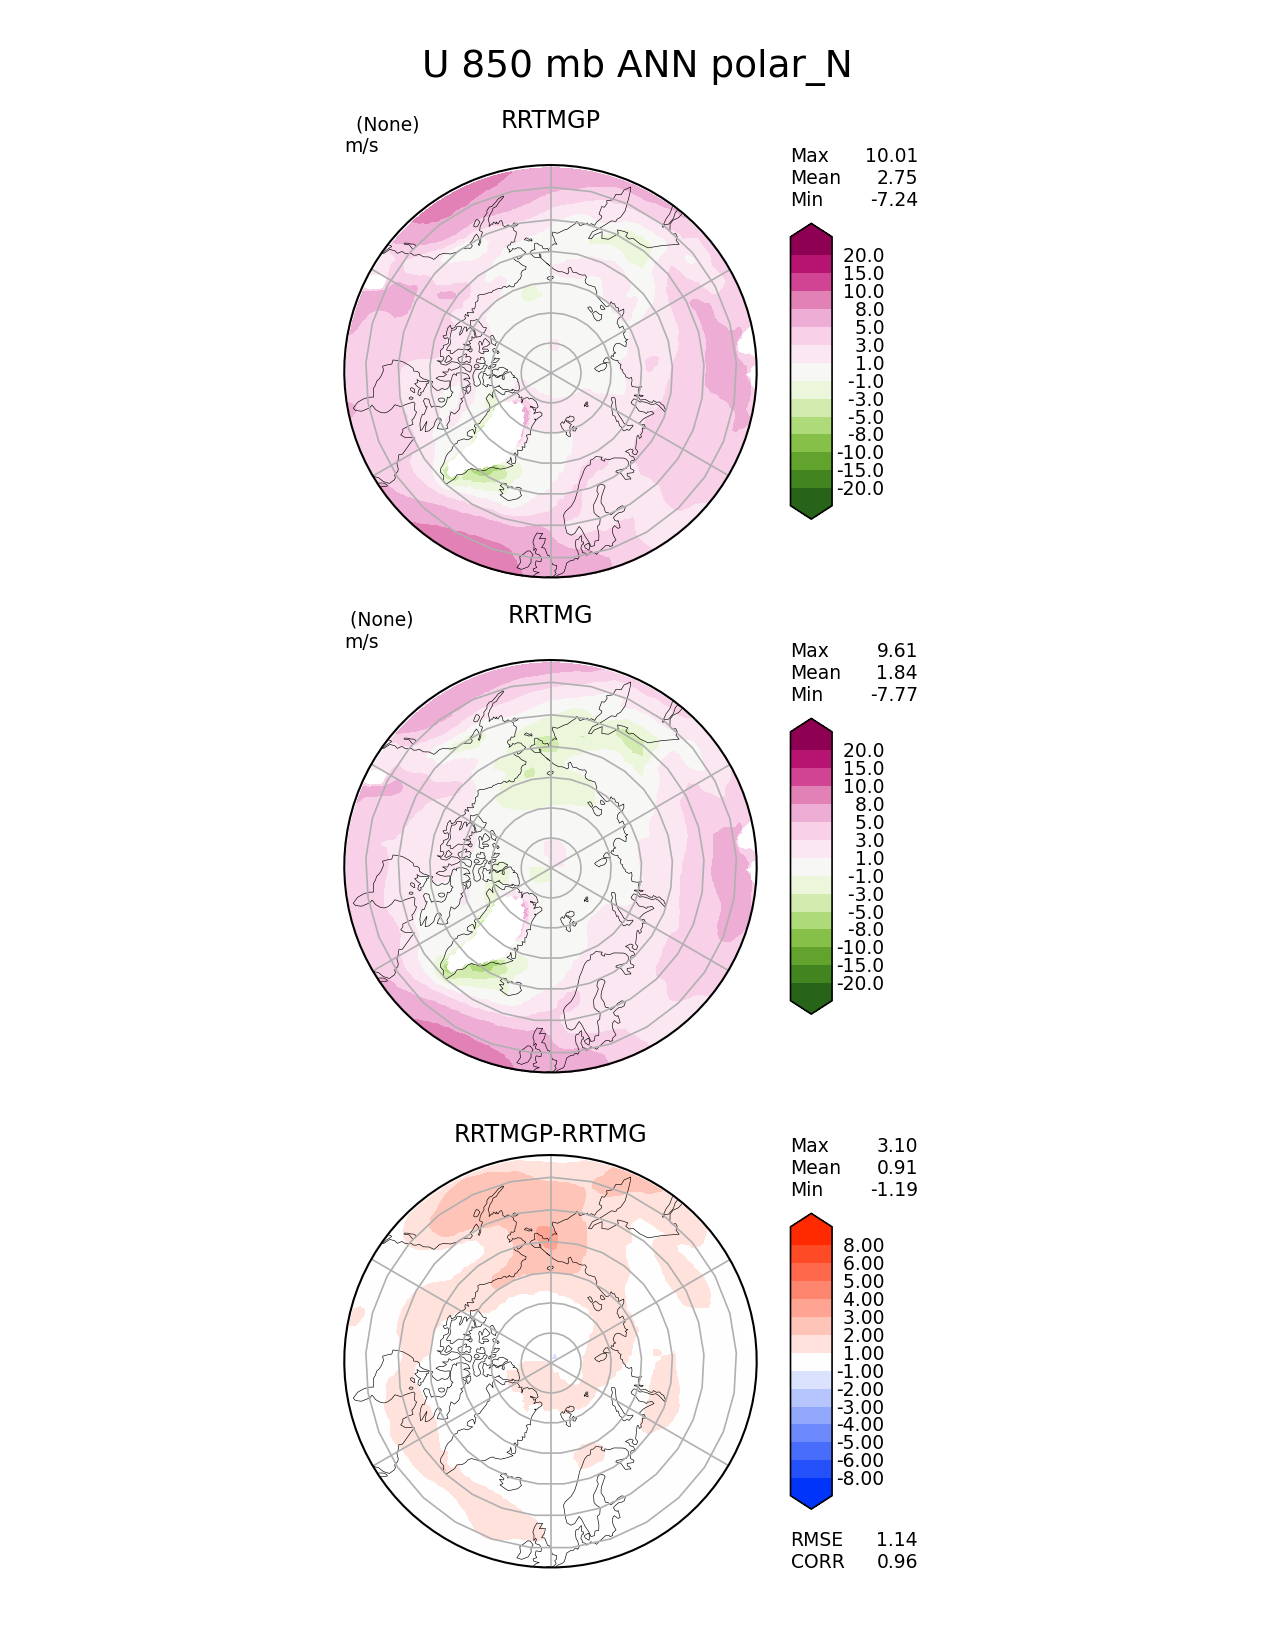 U 850 mb ANN polar_N
(None)
RRTMGP
m/s
Max 10.01
Mean 2.75
Min -7.24
20.0
15.0
10.0
8.0
5.0
3.0
1.0
-1.0
-3.0
-5.0
-8.0
-10.0
-15.0
-20.0
(None)
RRTMG
m/s
Max 9.61
Mean 1.84
Min -7.77
20.0
15.0
10.0
8.0
5.0
3.0
1.0
-1.0
-3.0
-5.0
-8.0
-10.0
-15.0
-20.0
RRTMGP-RRTMG
Max 3.10
Mean 0.91
Min -1.19
8.00
6.00
5.00
4.00
3.00
2.00
1.00
-1.00
-2.00
-3.00
-4.00
-5.00
-6.00
-8.00
RMSE 1.14
CORR 0.96